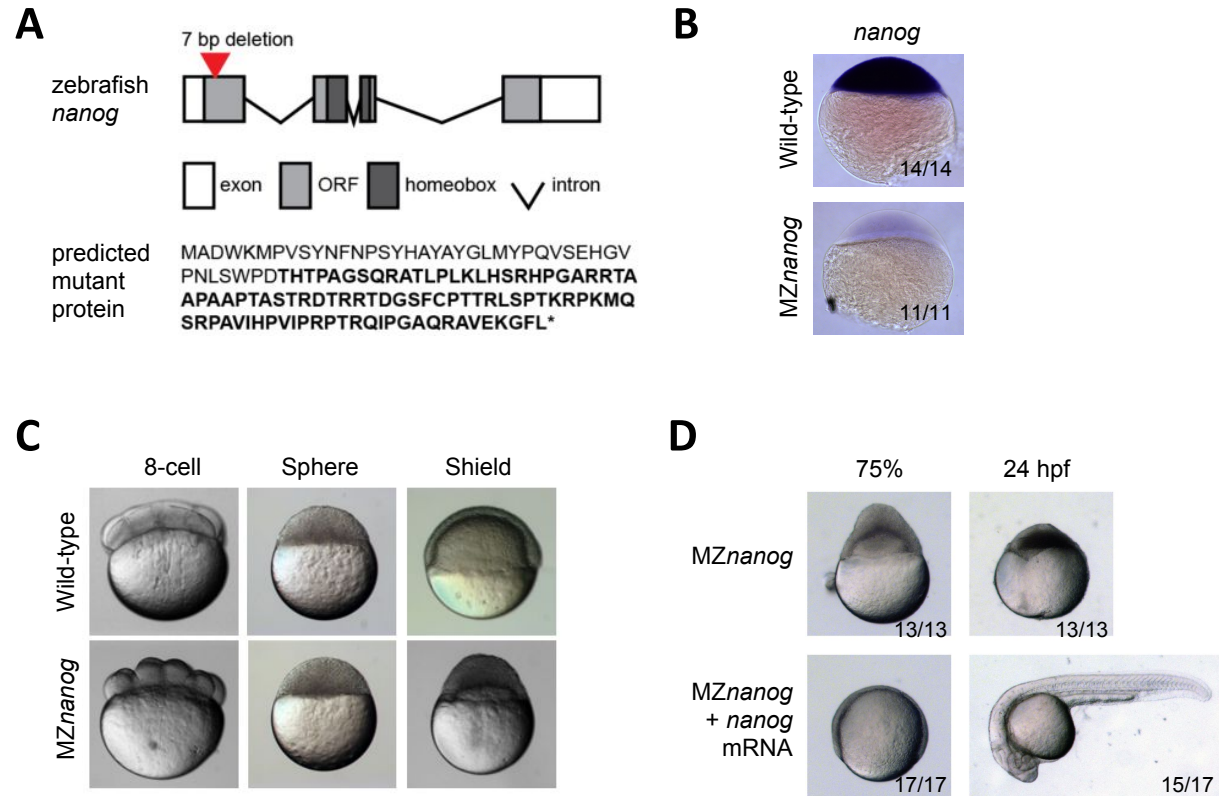 A
7 bp deletion
zebrafish
nanog
exon
ORF
homeobox
intron
predicted
mutant
protein
MADWKMPVSYNFNPSYHAYAYGLMYPQVSEHGV
PNLSWPDTHTPAGSQRATLPLKLHSRHPGARRTA
APAAPTASTRDTRRTDGSFCPTTRLSPTKRPKMQ
SRPAVIHPVIPRPTRQIPGAQRAVEKGFL*
B
nanog
Wild-type
14/14
MZnanog
11/11
C
8-cell
Sphere
Shield
Wild-type
MZnanog
D
75%
24 hpf
MZnanog
13/13
13/13
MZnanog
+ nanog
mRNA
17/17
15/17